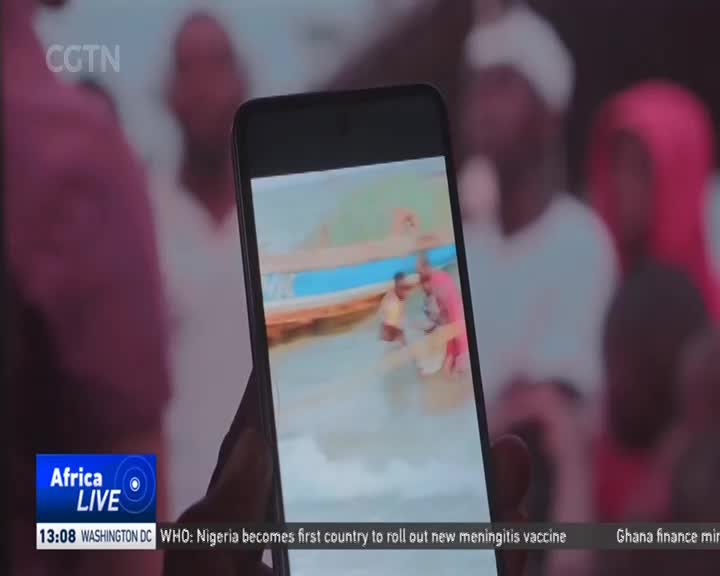 CGTN
Africa
LIVE
13:08 WASHINGTON DC
WHO: Nigeria becomes first country to roll out new meningitis vaccine
Ghana finance